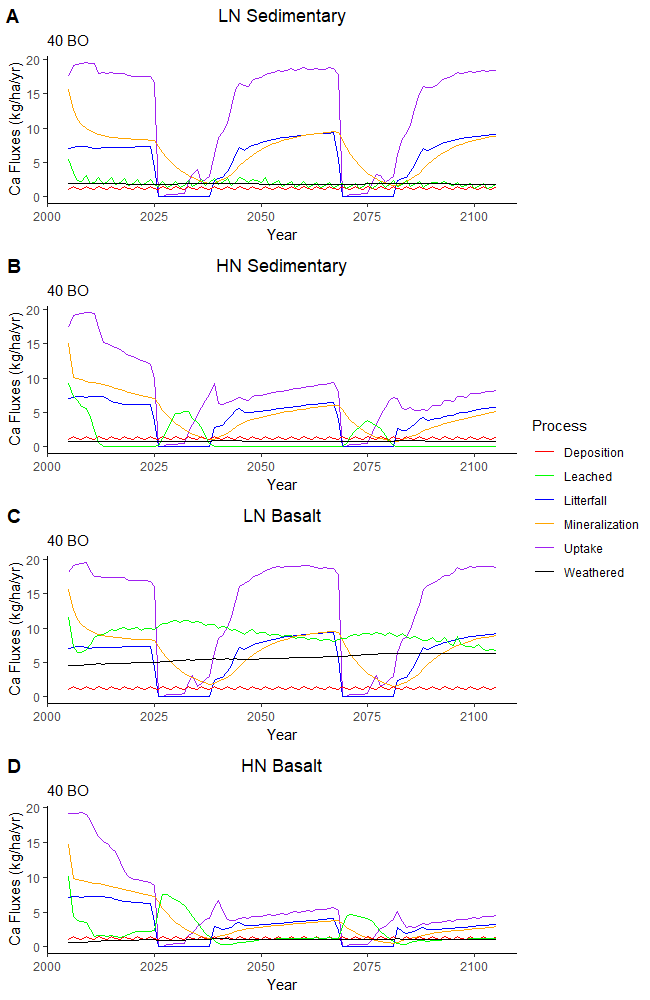 A LN Sedimentary
40 BO
Ca Fluxes (kg/ha/yr)
20
15
10
5
0
2000 2025 2050 2075 2100
Year
B HN Sedimentary
40 BO
Ca Fluxes (kg/ha/yr)
20
15
10
5
0
2000 2025 2050 2075 2100
Year
Process
Deposition
Leached
Litterfall
Mineralization
Uptake
Weathered
C LN Basalt
40 BO
Ca Fluxes (kg/ha/yr)
20
15
10
5
0
2000 2025 2050 2075 2100
Year
D HN Basalt
40 BO
Ca Fluxes (kg/ha/yr)
20
15
10
5
0
2000 2025 2050 2075 2100
Year